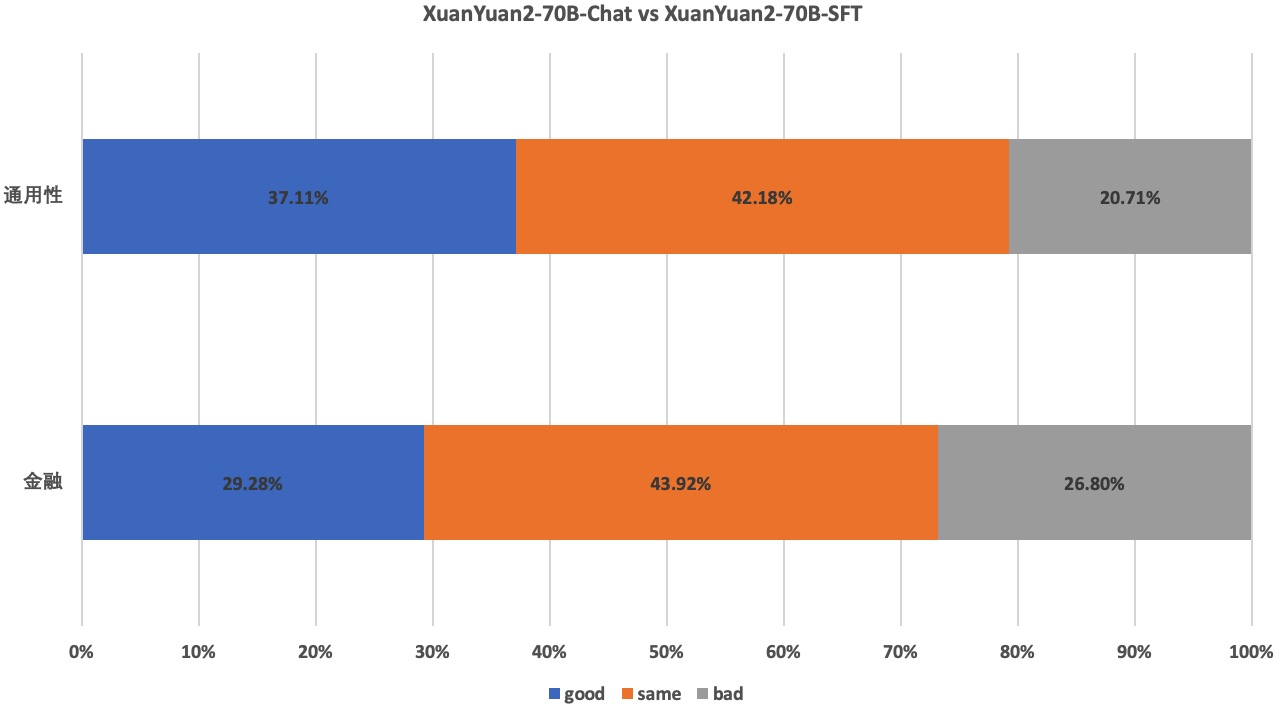 XuanYuan2-70B-Chat vs XuanYuan2-70B-SFT
通用性
37.11% 42.18% 20.71%
金融
29.28% 43.92% 26.80%
0% 10% 20% 30% 40% 50% 60% 70% 80% 90% 100%
good same bad